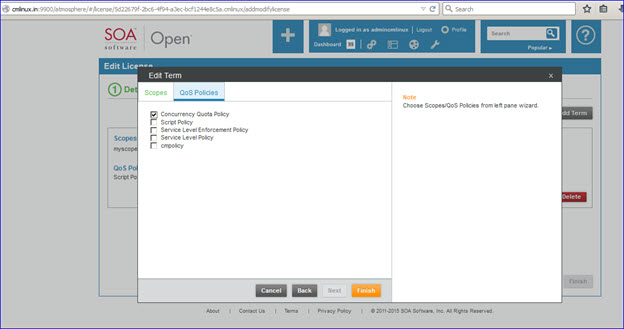 cmlinux.in:9900/atmosphere/#/license/5d22679f-2bc6-4f94-a3ec-bcf1244e8c5a.cmlinux/addmodifylicense
Search
SOA software Open
Logged in as adminomlinux Logout Profile
Dashboard
Search
Popular
?
Edit License
1 Det
Edit Term x
Scopes QoS Policies
Concurrency Quota Policy
Script Policy
Service Level Enforcement Policy
Service Level Policy
cmpolicy
Note
Choose Scopes/QoS Policies from left pane wizard.
dd Term
Scopes
myscope
QoS Poli
Script Po
Delete
Cancel Back Next Finish
Finish
About | Contact Us | Terms | Privacy Policy | © 2011-2015 SOA Software, Inc. All Rights Reserved.